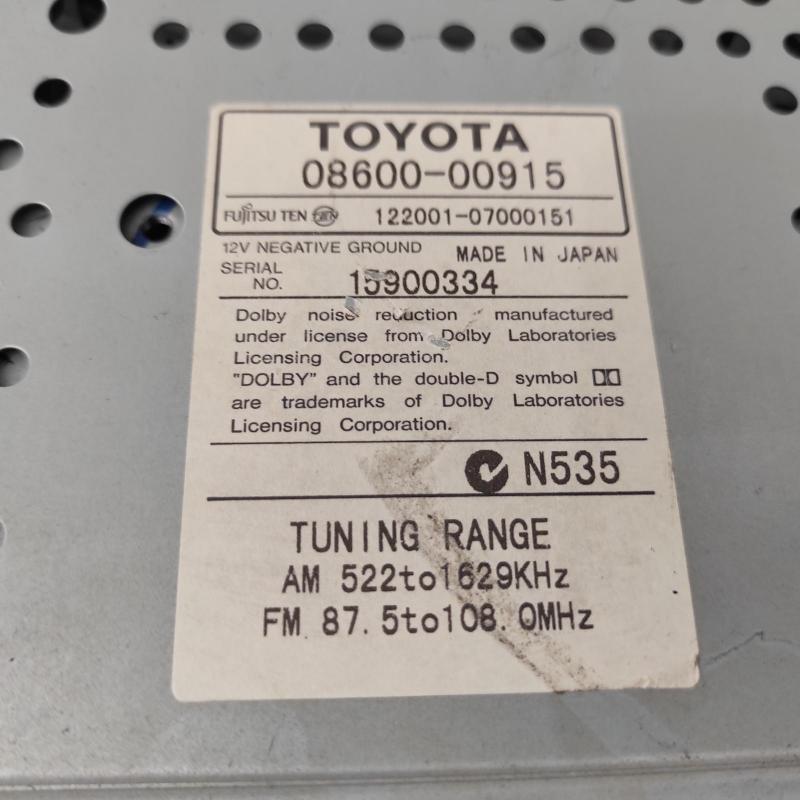 TOYOTA
08600-00915
FUJITSU TEN TEN 122001-07000151
12V NEGATIVE GROUND MADE IN JAPAN
SERIAL
NO. 15900334
Dolby noise reduction manufactured
under license from Dolby Laboratories
Licensing Corporation.
"DOLBY" and the double-D symbol
are trademarks of Dolby Laboratories
Licensing Corporation.
N535
TUNING RANGE
AM 522to1629KHz
FM 87.5to108.0MHz